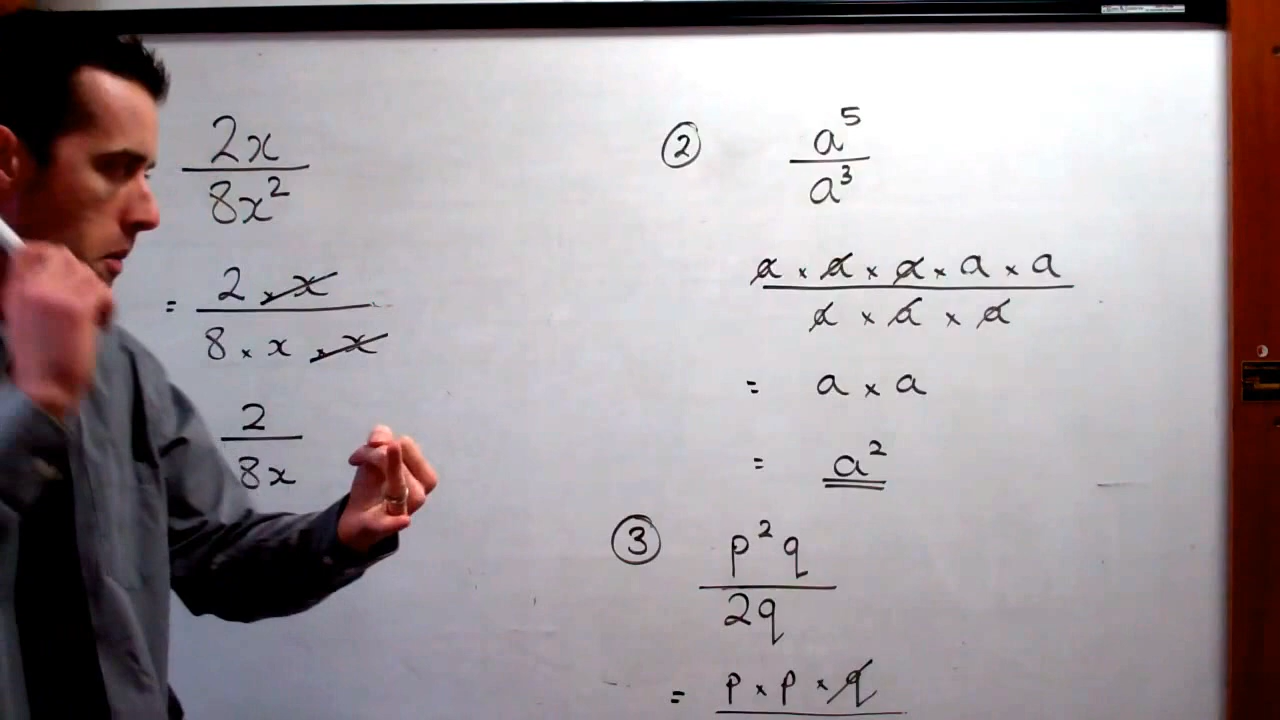 2x
8x²
= 2 × x
8 × x × x
2
8x
② a⁵
a³
a × a × a × a × a
a × a × a
= a × a
= a²
③ p²q
2q
= p × p × q